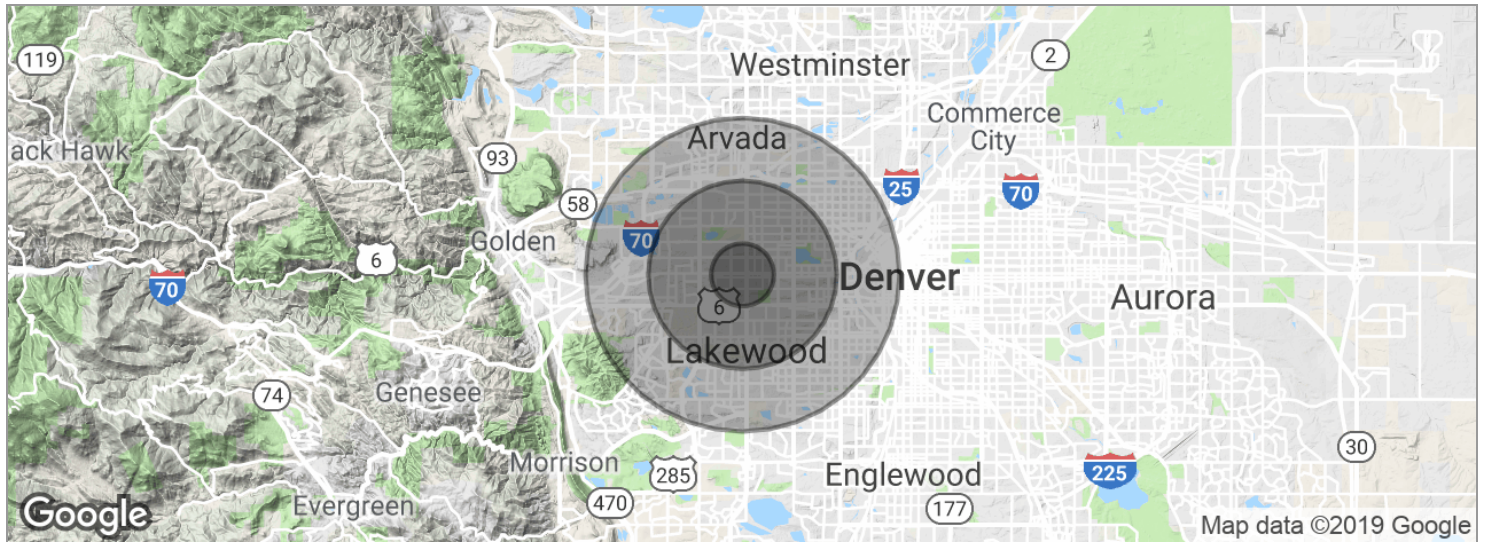 119
Westminster
2
Commerce
City
Arvada
ack Hawk
93
25
70
58
70
Golden
6
Denver
70
Aurora
6
Lakewood
74
Genesee
30
Morrison
285
Englewood
225
470
177
Evergreen
Google
Map data ©2019 Google